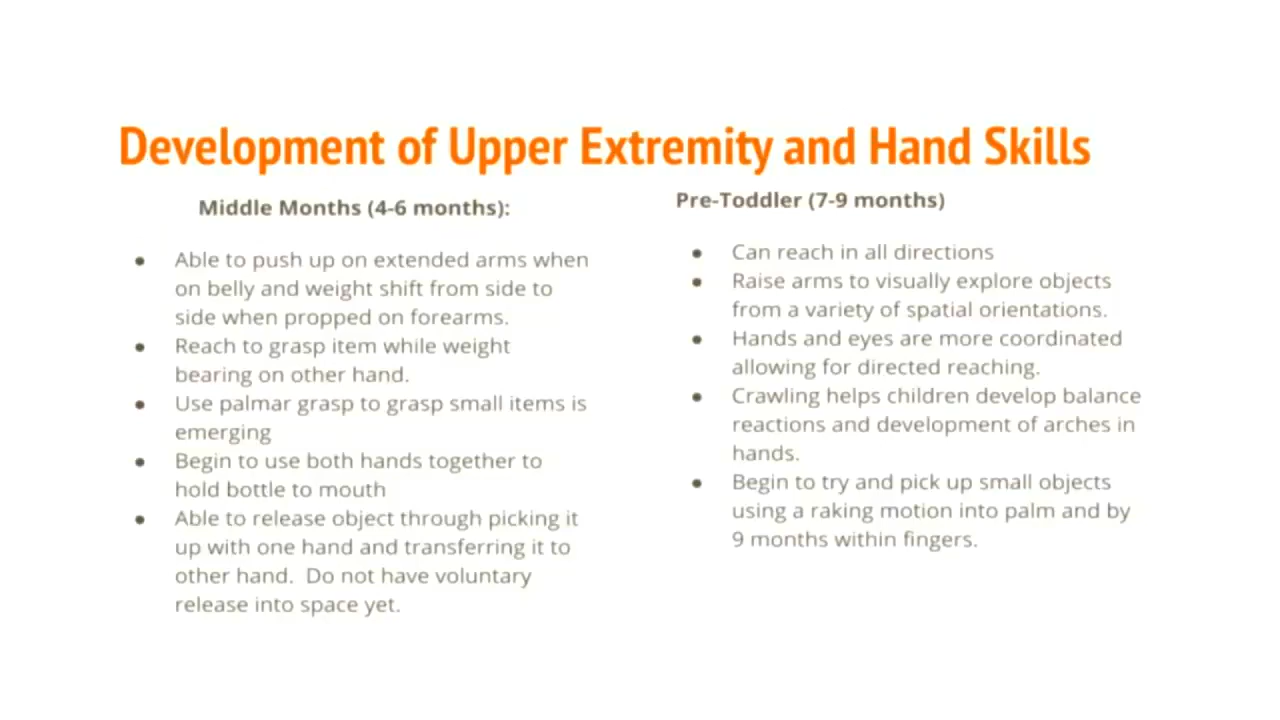 Development of Upper Extremity and Hand Skills
Middle Months (4-6 months):
● Able to push up on extended arms when
on belly and weight shift from side to
side when propped on forearms.
● Reach to grasp item while weight
bearing on other hand.
● Use palmar grasp to grasp small items is
emerging
● Begin to use both hands together to
hold bottle to mouth
● Able to release object through picking it
up with one hand and transferring it to
other hand.  Do not have voluntary
release into space yet.
Pre-Toddler (7-9 months)
● Can reach in all directions
● Raise arms to visually explore objects
from a variety of spatial orientations.
● Hands and eyes are more coordinated
allowing for directed reaching.
● Crawling helps children develop balance
reactions and development of arches in
hands.
● Begin to try and pick up small objects
using a raking motion into palm and by
9 months within fingers.